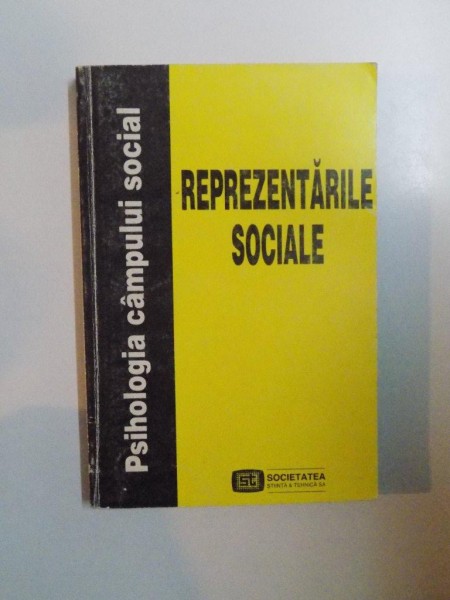 Psihologia câmpului social
REPREZENTĂRILE
SOCIALE
SOCIETATEA
ŞTIINŢĂ & TEHNICĂ SA